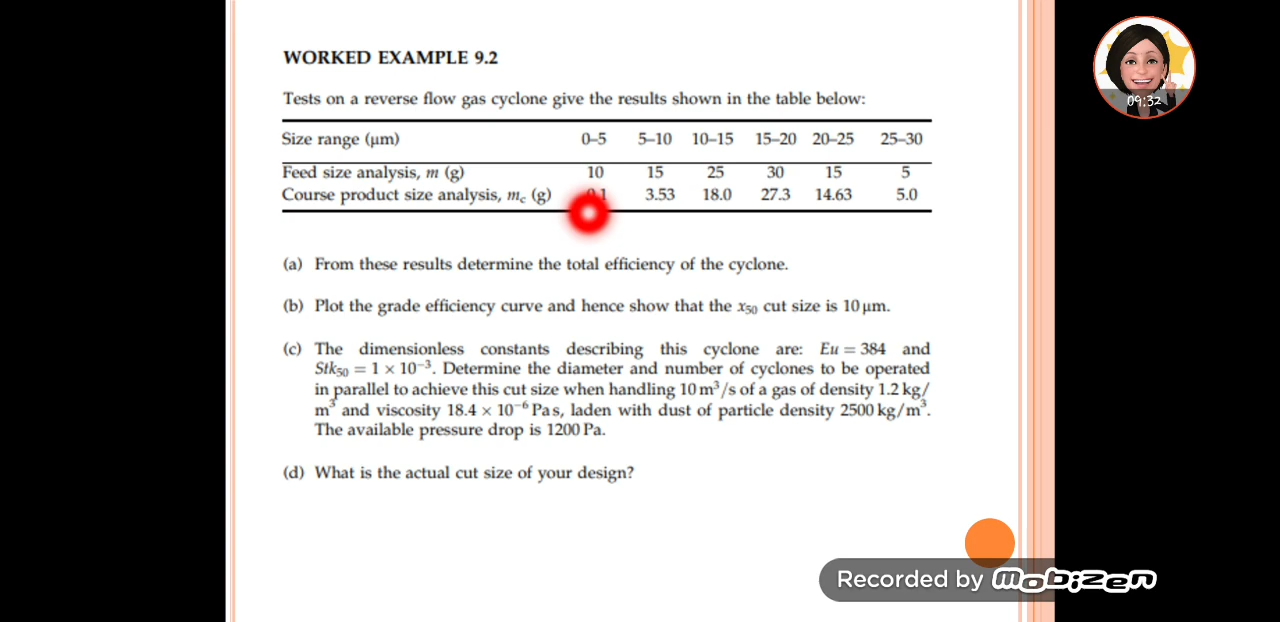 09:32
WORKED EXAMPLE 9.2
Tests on a reverse flow gas cyclone give the results shown in the table below:
Size range (μm) 0–5 5–10 10–15 15–20 20–25 25–30
Feed size analysis, m (g) 10 15 25 30 15 5
Course product size analysis, mc (g) 0.1 3.53 18.0 27.3 14.63 5.0
(a) From these results determine the total efficiency of the cyclone.
(b) Plot the grade efficiency curve and hence show that the x50 cut size is 10 μm.
(c) The dimensionless constants describing this cyclone are: Eu = 384 and
Stk50 = 1 × 10−3. Determine the diameter and number of cyclones to be operated
in parallel to achieve this cut size when handling 10 m3/s of a gas of density 1.2 kg/
m3 and viscosity 18.4 × 10−6 Pa s, laden with dust of particle density 2500 kg/m3.
The available pressure drop is 1200 Pa.
(d) What is the actual cut size of your design?
Recorded by mobizen